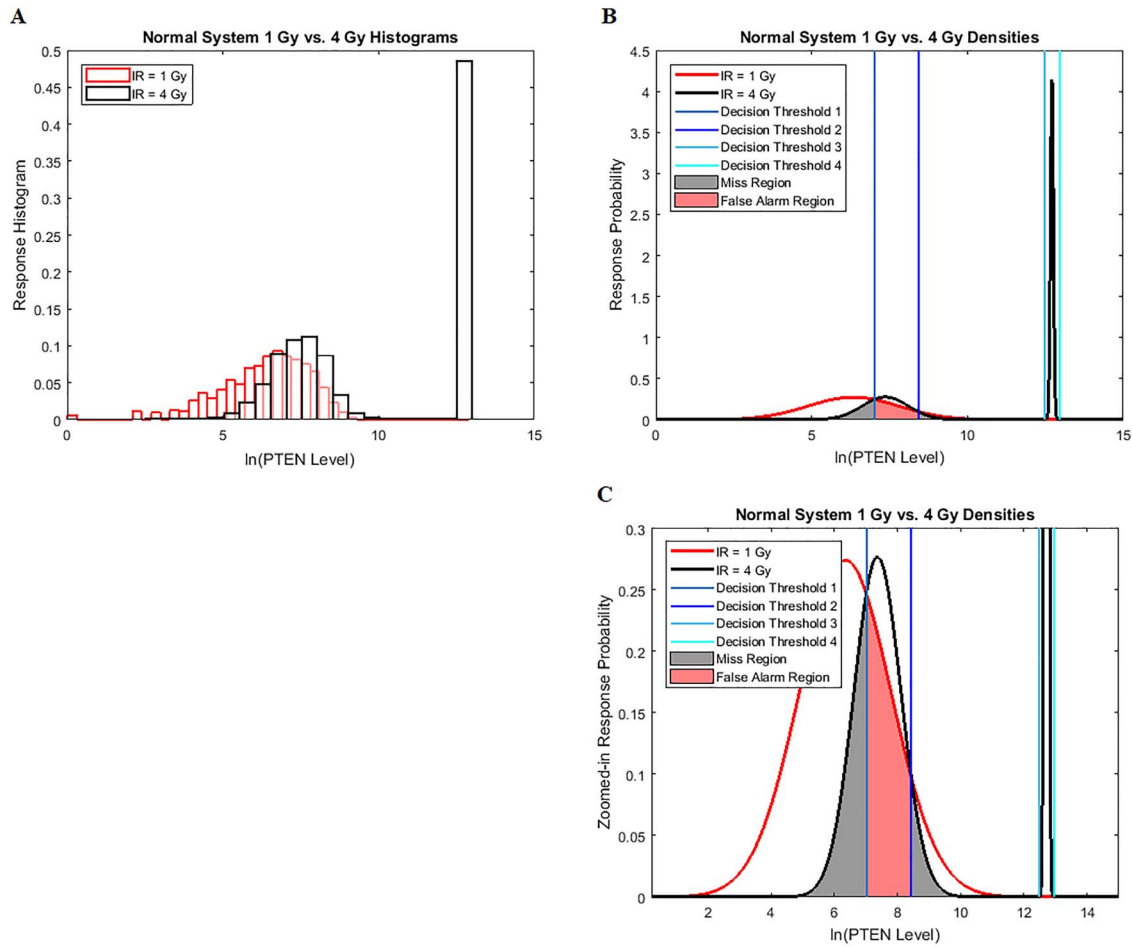 A
Normal System 1 Gy vs. 4 Gy Histograms
0.5
0.45
0.4
0.35
0.3
0.25
0.2
0.15
0.1
0.05
0
Response Histogram
IR = 1 Gy
IR = 4 Gy
0 5 10 15
ln(PTEN Level)
B
Normal System 1 Gy vs. 4 Gy Densities
4.5
4
3.5
3
2.5
2
1.5
1
0.5
0
Response Probability
IR = 1 Gy
IR = 4 Gy
Decision Threshold 1
Decision Threshold 2
Decision Threshold 3
Decision Threshold 4
Miss Region
False Alarm Region
0 5 10 15
ln(PTEN Level)
C
Normal System 1 Gy vs. 4 Gy Densities
0.3
0.25
0.2
0.15
0.1
0.05
0
Zoomed-in Response Probability
IR = 1 Gy
IR = 4 Gy
Decision Threshold 1
Decision Threshold 2
Decision Threshold 3
Decision Threshold 4
Miss Region
False Alarm Region
2 4 6 8 10 12 14
ln(PTEN Level)